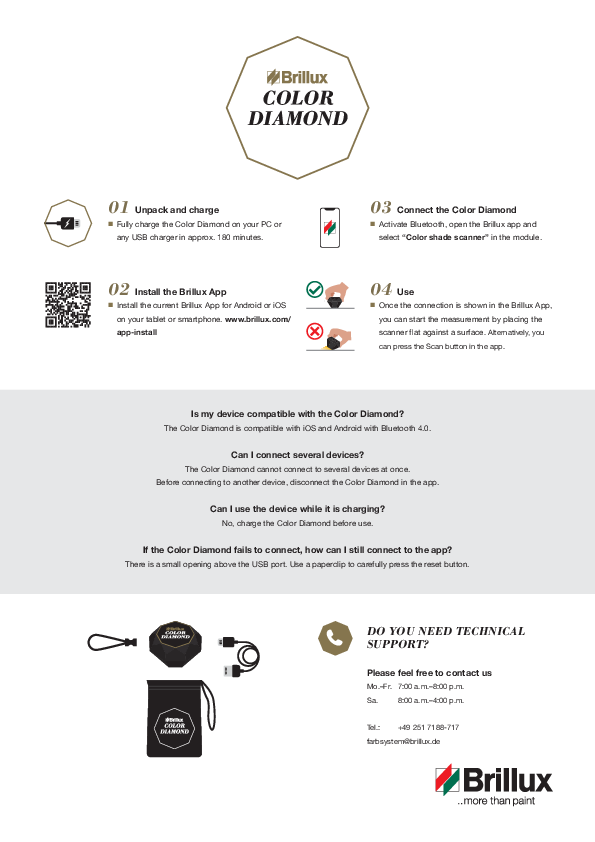 Brillux
COLOR
DIAMOND
01 Unpack and charge
■ Fully charge the Color Diamond on your PC or
any USB charger in approx. 180 minutes.
02 Install the Brillux App
■ Install the current Brillux App for Android or iOS
on your tablet or smartphone. www.brillux.com/
app-install
03 Connect the Color Diamond
■ Activate Bluetooth, open the Brillux app and
select “Color shade scanner” in the module.
04 Use
■ Once the connection is shown in the Brillux App,
you can start the measurement by placing the
scanner flat against a surface. Alternatively, you
can press the Scan button in the app.
Is my device compatible with the Color Diamond?
The Color Diamond is compatible with iOS and Android with Bluetooth 4.0.
Can I connect several devices?
The Color Diamond cannot connect to several devices at once.
Before connecting to another device, disconnect the Color Diamond in the app.
Can I use the device while it is charging?
No, charge the Color Diamond before use.
If the Color Diamond fails to connect, how can I still connect to the app?
There is a small opening above the USB port. Use a paperclip to carefully press the reset button.
Brillux
COLOR
DIAMOND
Brillux
COLOR
DIAMOND
DO YOU NEED TECHNICAL
SUPPORT?
Please feel free to contact us
Mo.–Fr. 7:00 a.m.–8:00 p.m.
Sa. 8:00 a.m.–4:00 p.m.
Tel.: +49 251 7188-717
farbsystem@brillux.de
Brillux
..more than paint